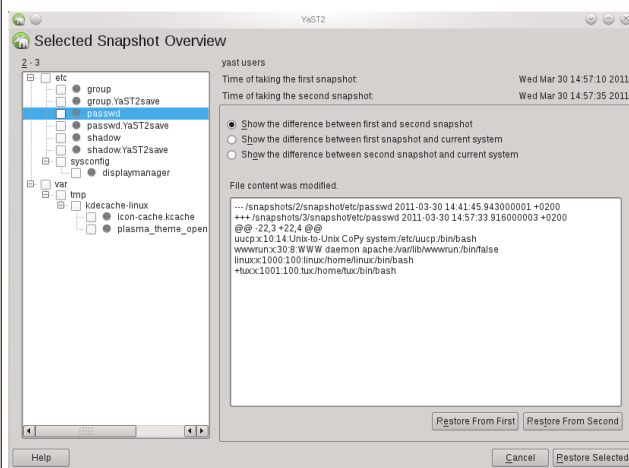 YaST2
Selected Snapshot Overview
2 - 3
etc
group
group.YaST2save
passwd
passwd.YaST2save
shadow
shadow.YaST2save
sysconfig
displaymanager
var
tmp
kdecache-linux
icon-cache.kcache
plasma_theme_open
yast users
Time of taking the first snapshot: Wed Mar 30 14:57:10 2011
Time of taking the second snapshot: Wed Mar 30 14:57:35 2011
Show the difference between first and second snapshot
Show the difference between first snapshot and current system
Show the difference between second snapshot and current system
File content was modified.
--- /snapshots/2/snapshot/etc/passwd 2011-03-30 14:41:45.943000001 +0200
+++ /snapshots/3/snapshot/etc/passwd 2011-03-30 14:57:33.916000003 +0200
@@ -22,3 +22,4 @@
uucp:x:10:14:Unix-to-Unix CoPy system:/etc/uucp:/bin/bash
wwwrun:x:30:8:WWW daemon apache:/var/lib/wwwrun:/bin/false
linux:x:1000:100:linux:/home/linux:/bin/bash
+tux:x:1001:100:tux:/home/tux:/bin/bash
Restore From First
Restore From Second
Help
Cancel
Restore Selected